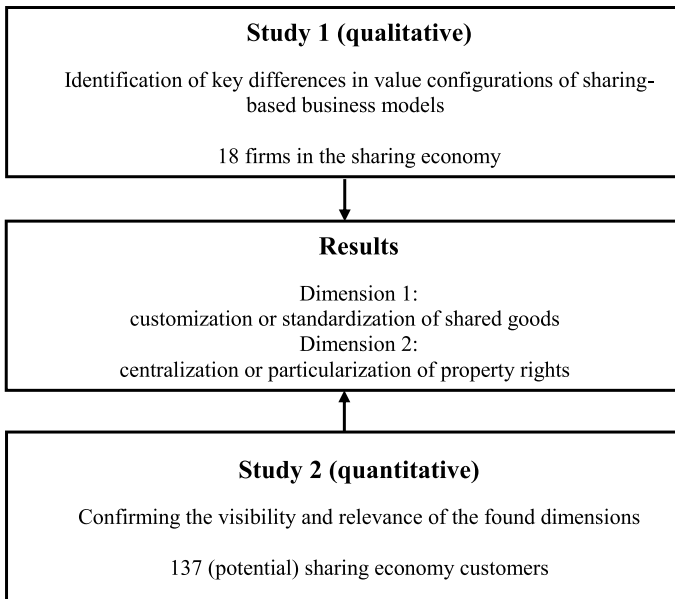 Study 1 (qualitative)
Identification of key differences in value configurations of sharing-
based business models
18 firms in the sharing economy
Results
Dimension 1:
customization or standardization of shared goods
Dimension 2:
centralization or particularization of property rights
Study 2 (quantitative)
Confirming the visibility and relevance of the found dimensions
137 (potential) sharing economy customers